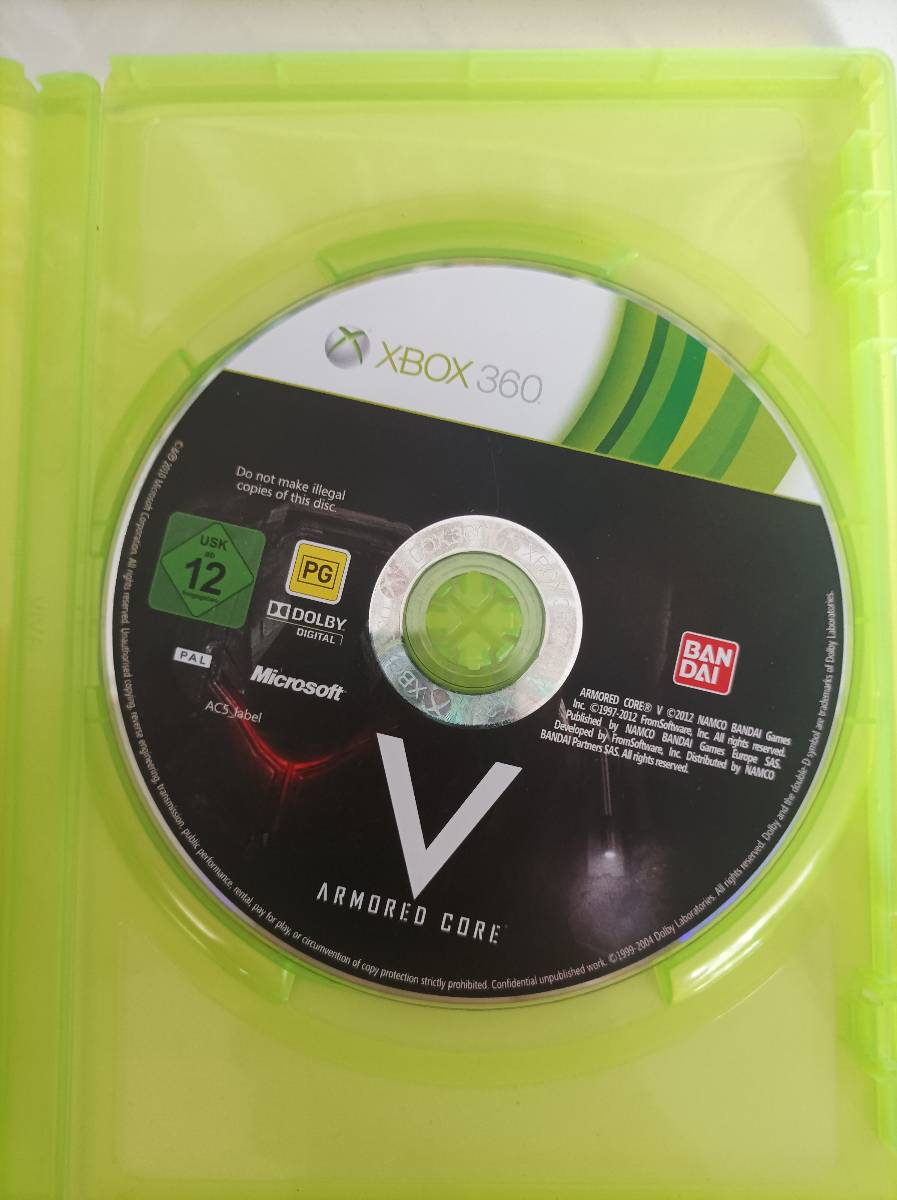 XBOX 360
Do not make illegal
copies of this disc.
USK
ab
12
PG
DOLBY
DIGITAL
PAL
Microsoft
AC5_label
BAN
DAI
ARMORED CORE® V ©2012 NAMCO BANDAI Games
Inc. ©1997-2012 FromSoftware, Inc. All rights reserved.
Published by NAMCO BANDAI Games Europe SAS.
Developed by FromSoftware, Inc. Distributed by NAMCO
BANDAI Partners SAS. All rights reserved.
V
ARMORED CORE
2010 Microsoft Corporation. All rights reserved. Unauthorised copying, reverse engineering, transmission, public performance, rental, pay for play, or circumvention of copy protection strictly prohibited. Confidential unpublished work. ©1999-2004 Dolby Laboratories. All rights reserved. Dolby and the double-D symbol are trademarks of Dolby Laboratories.